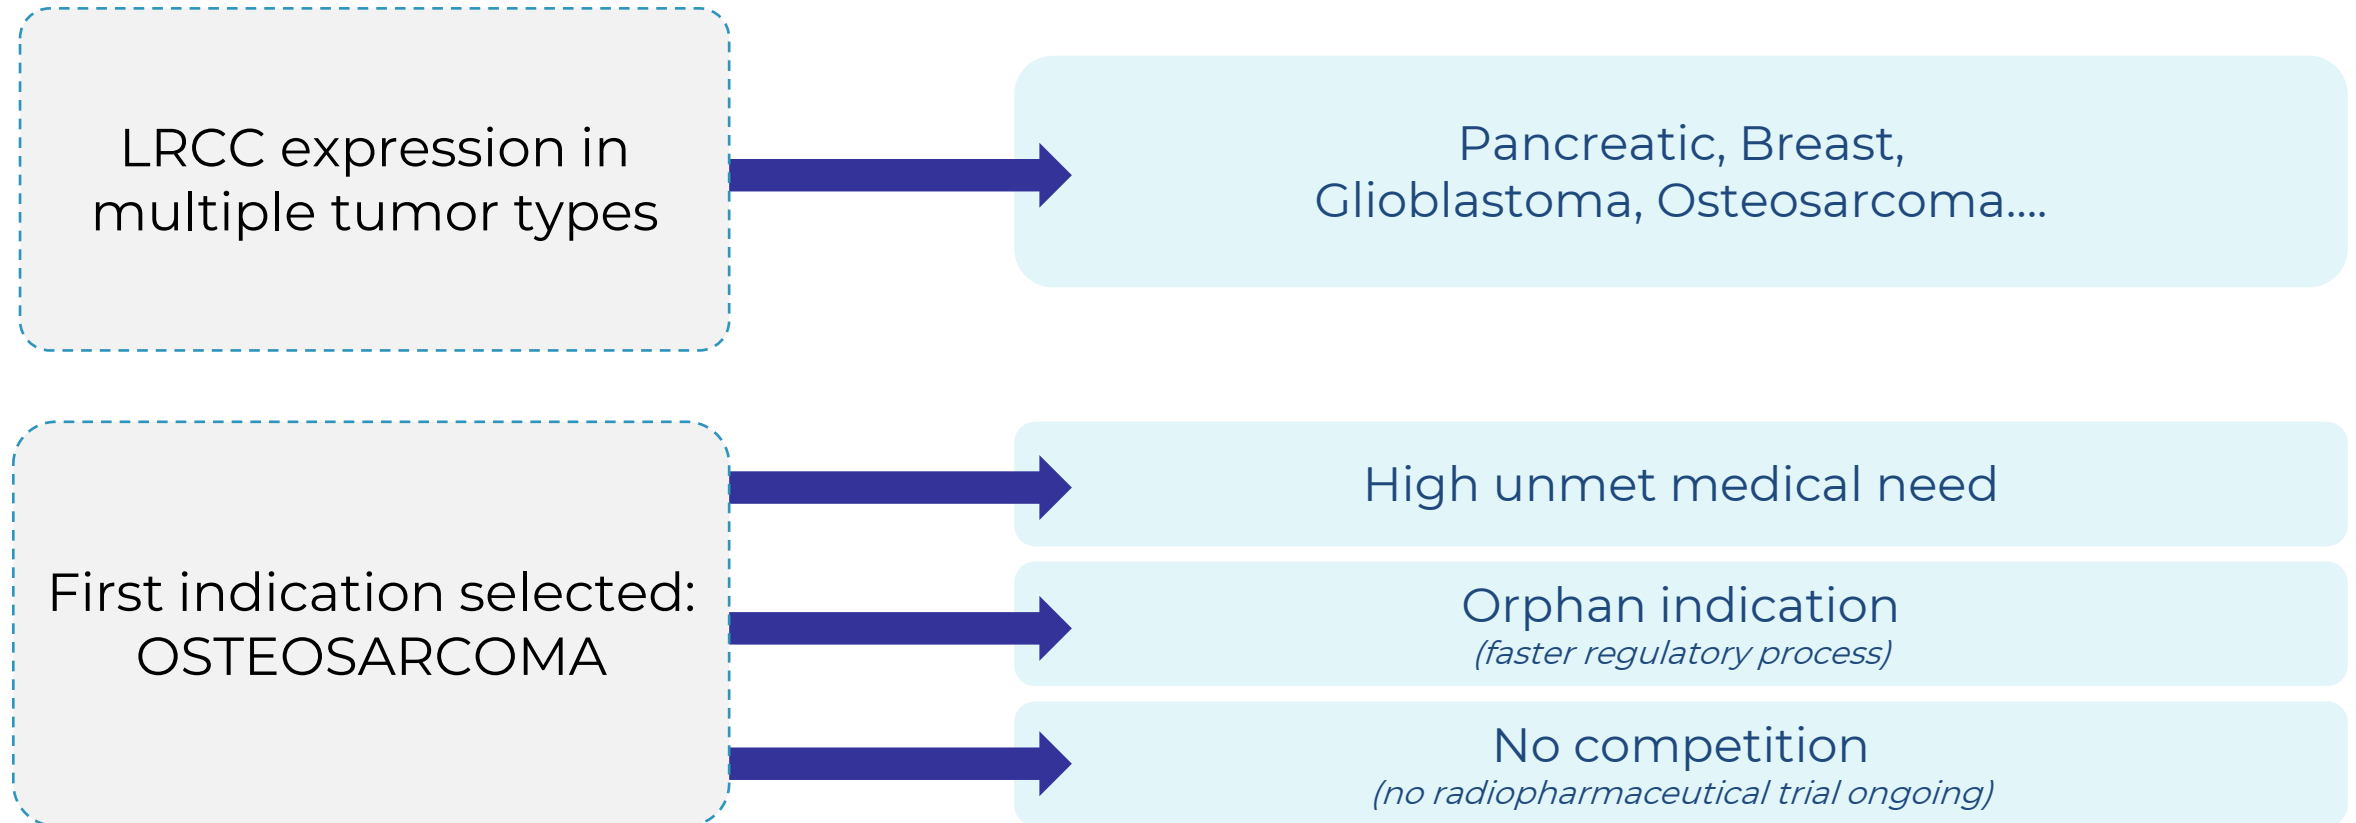 LRCC expression in
multiple tumor types
Pancreatic, Breast,
Glioblastoma, Osteosarcoma....
First indication selected:
OSTEOSARCOMA
High unmet medical need
Orphan indication
(faster regulatory process)
No competition
(no radiopharmaceutical trial ongoing)